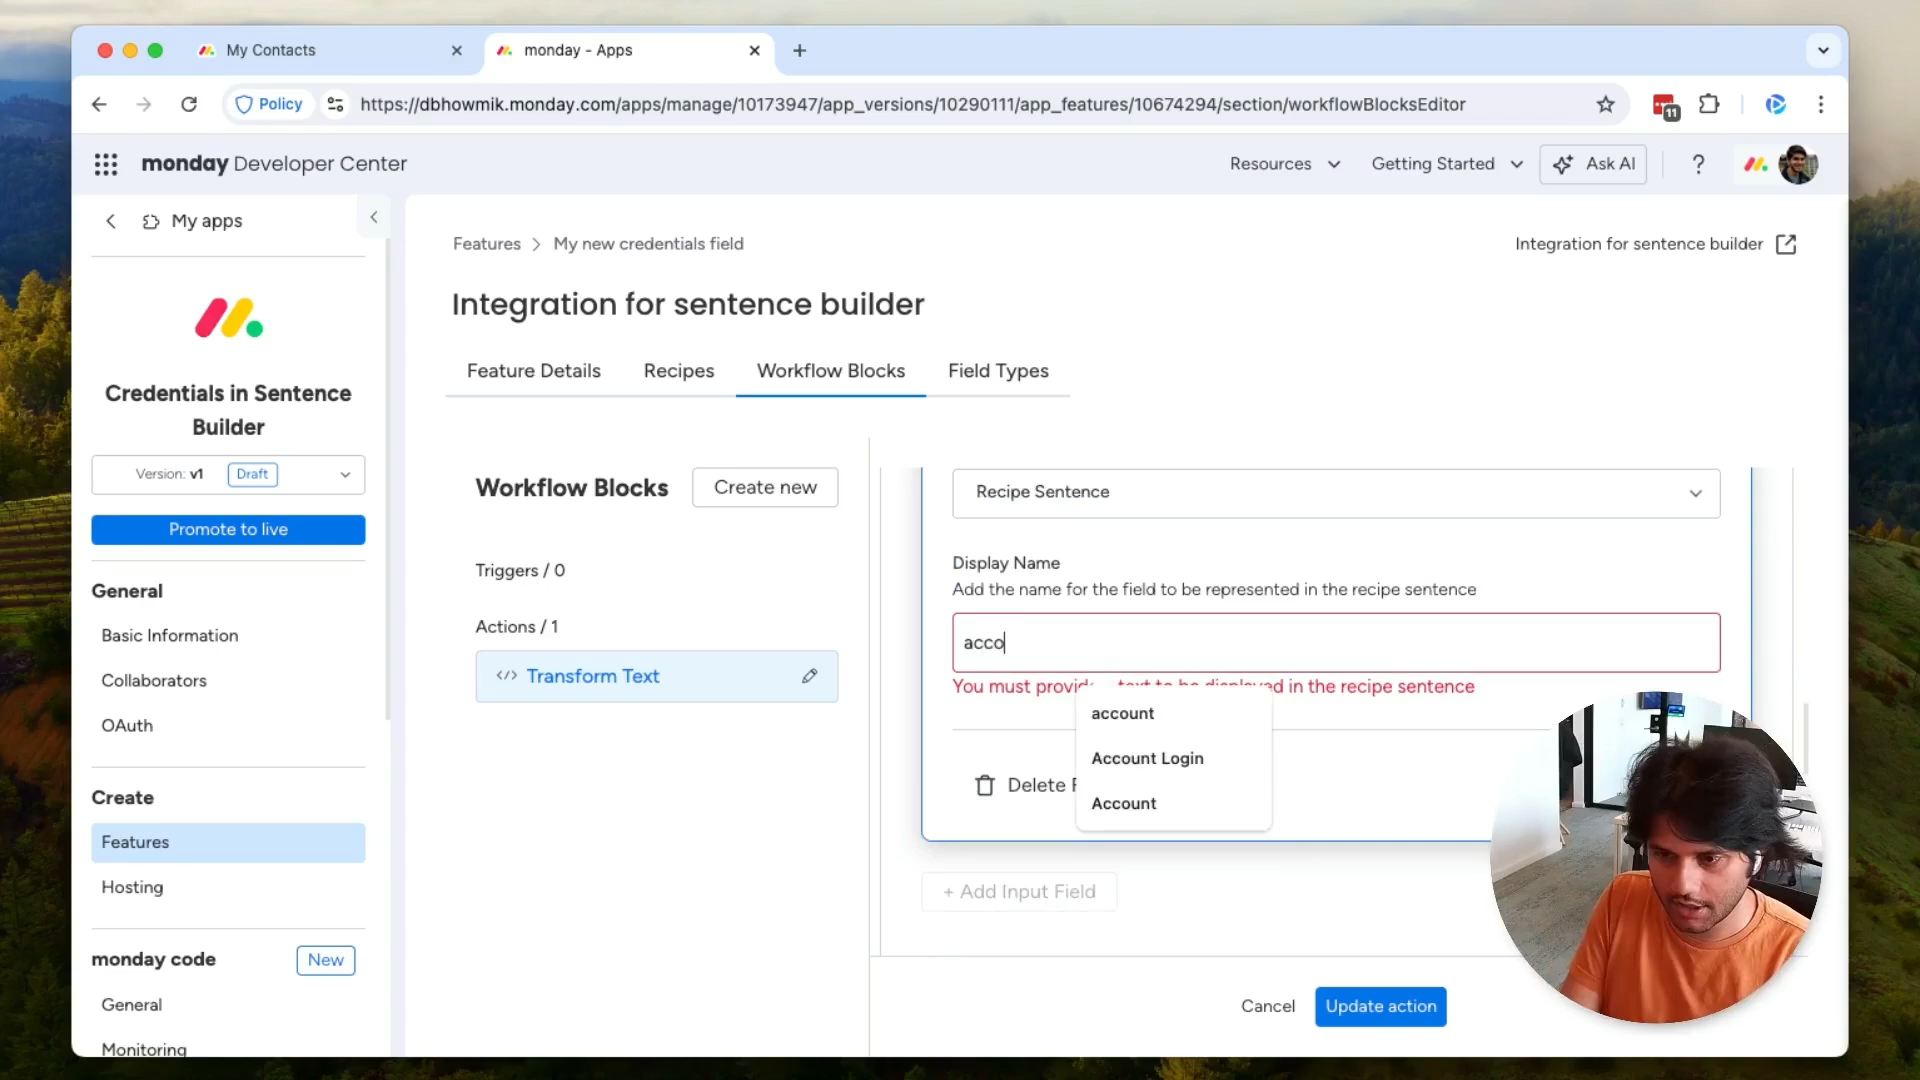 My Contacts
monday - Apps
Policy
https://dbhowmik.monday.com/apps/manage/10173947/app_versions/10290111/app_features/10674294/section/workflowBlocksEditor
11
monday Developer Center
Resources
Getting Started
Ask AI
?
My apps
Credentials in Sentence
Builder
Version: v1
Draft
Promote to live
General
Basic Information
Collaborators
OAuth
Create
Features
Hosting
monday code
New
General
Monitoring
Features > My new credentials field
Integration for sentence builder
Integration for sentence builder
Feature Details
Recipes
Workflow Blocks
Field Types
Workflow Blocks
Create new
Triggers / 0
Actions / 1
</> Transform Text
Recipe Sentence
Display Name
Add the name for the field to be represented in the recipe sentence
acco
You must provide text to be displayed in the recipe sentence
account
Account Login
Account
Delete
+ Add Input Field
Cancel
Update action